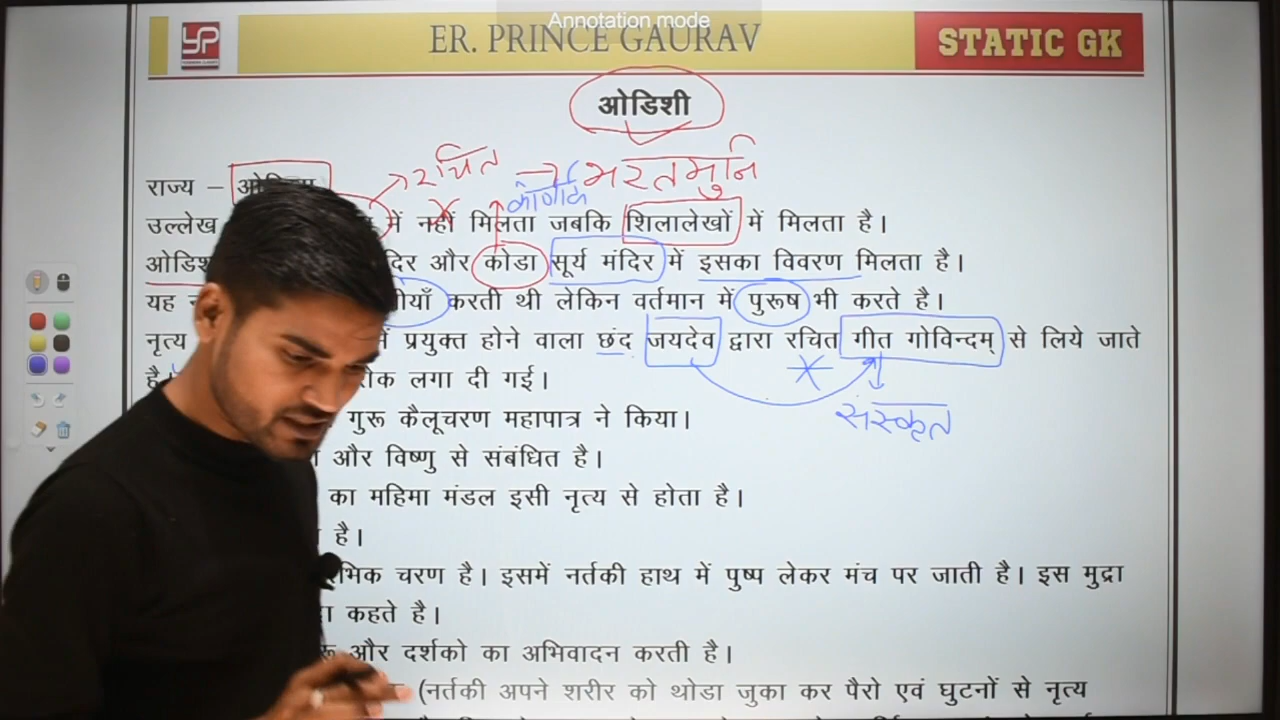 Annotation mode
YP
ER. PRINCE GAURAV
STATIC GK
ओडिशी
रचित → भरतमुनि
कोर्णाक
राज्य –
उल्लेख में नहीं मिलता जबकि शिलालेखों में मिलता है।
और कोडा सूर्य मंदिर में इसका विवरण मिलता है।
यह करती थी लेकिन वर्तमान में पुरूष भी करते है।
नृत्य में प्रयुक्त होने वाला छंद जयदेव द्वारा रचित गीत गोविन्दम् से लिये जाते
है। रोक लगा दी गई।
संस्कृत
गुरू कैलूचरण महापात्र ने किया।
और विष्णु से संबंधित है।
का महिमा मंडल इसी नृत्य से होता है।
है।
चरण है। इसमें नर्तकी हाथ में पुष्प लेकर मंच पर जाती है। इस मुद्रा
कहते है।
और दर्शको का अभिवादन करती है।
(नर्तकी अपने शरीर को थोडा जुका कर पैरो एवं घुटनों से नृत्य